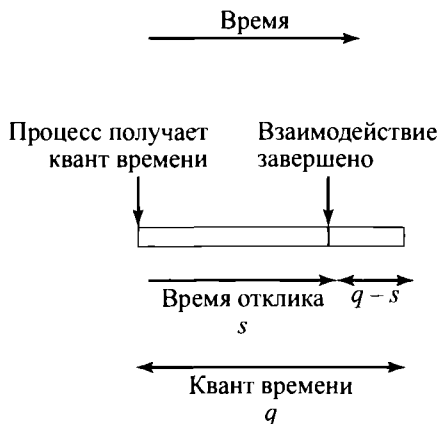 Время
Процесс получает
квант времени
Взаимодействие
завершено
Время отклика
s
q – s
Квант времени
q